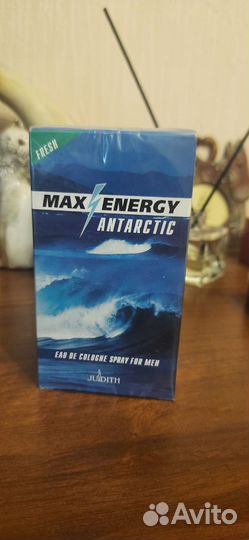 FRESH
MAX ENERGY
ANTARCTIC
EAU DE COLOGNE SPRAY FOR MEN
JUDITH
Avito